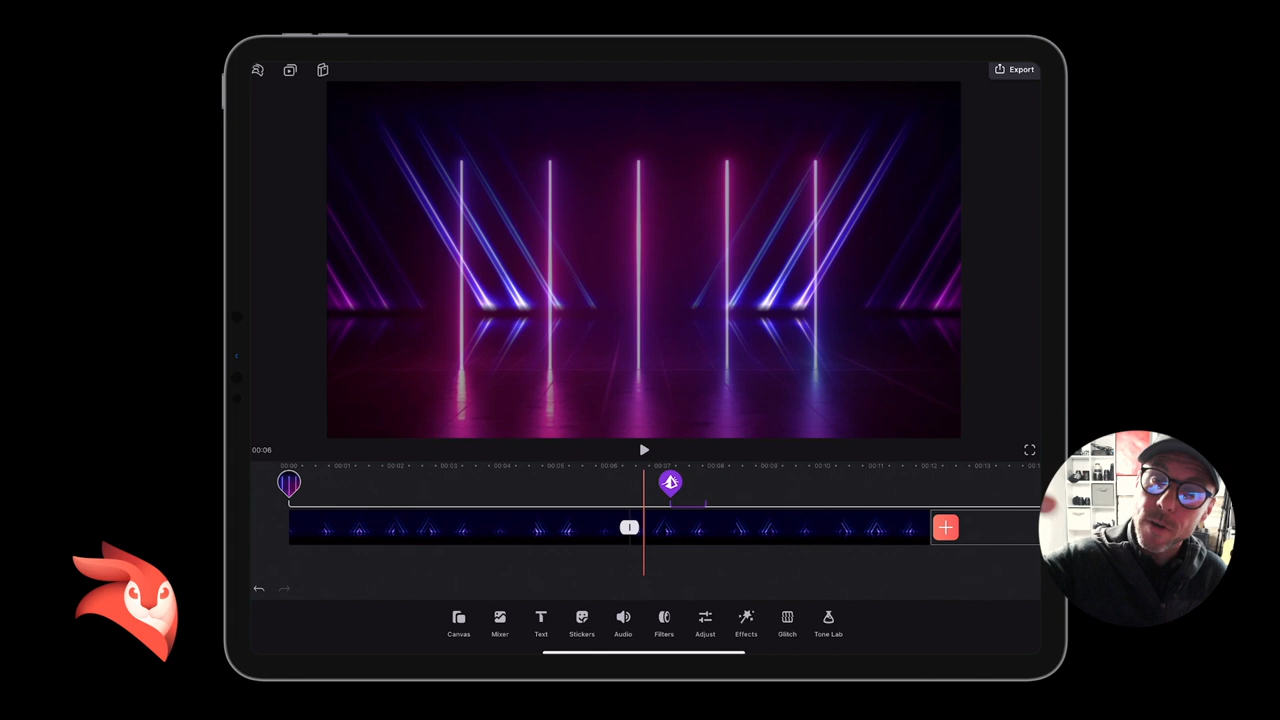 Export
00:06
00:00 00:01 00:02 00:03 00:04 00:05 00:06 00:07 00:08 00:09 00:10 00:11 00:12 00:13
Canvas Mixer Text Stickers Audio Filters Adjust Effects Glitch Tone Lab